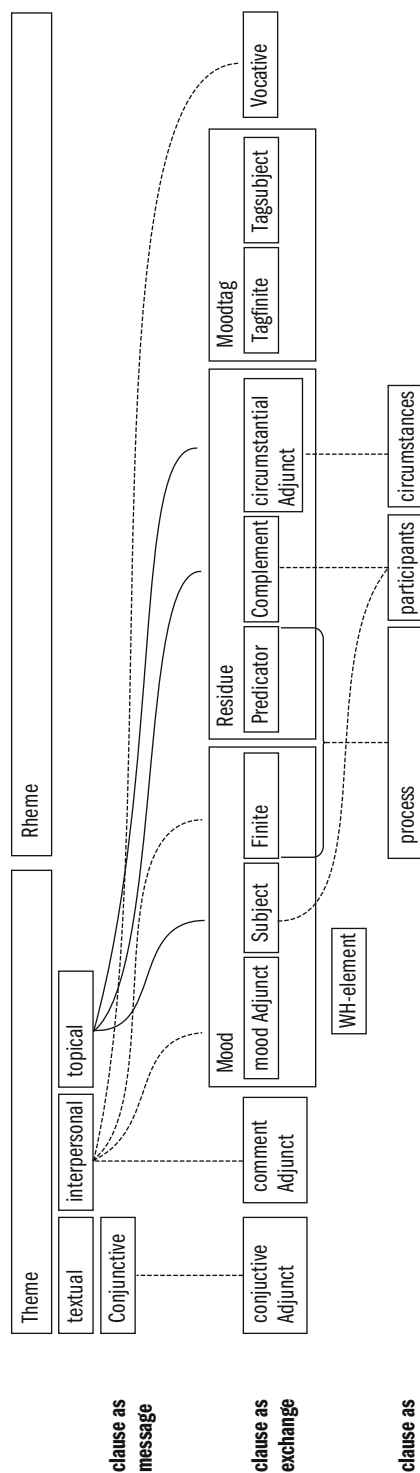 clause as
message
Theme
Rheme
textual
interpersonal
topical
Conjunctive
clause as
exchange
conjuctive
Adjunct
comment
Adjunct
Mood
mood Adjunct
Subject
Finite
Residue
Predicator
Complement
circumstantial
Adjunct
Moodtag
Tagfinite
Tagsubject
Vocative
WH-element
clause as
process
participants
circumstances